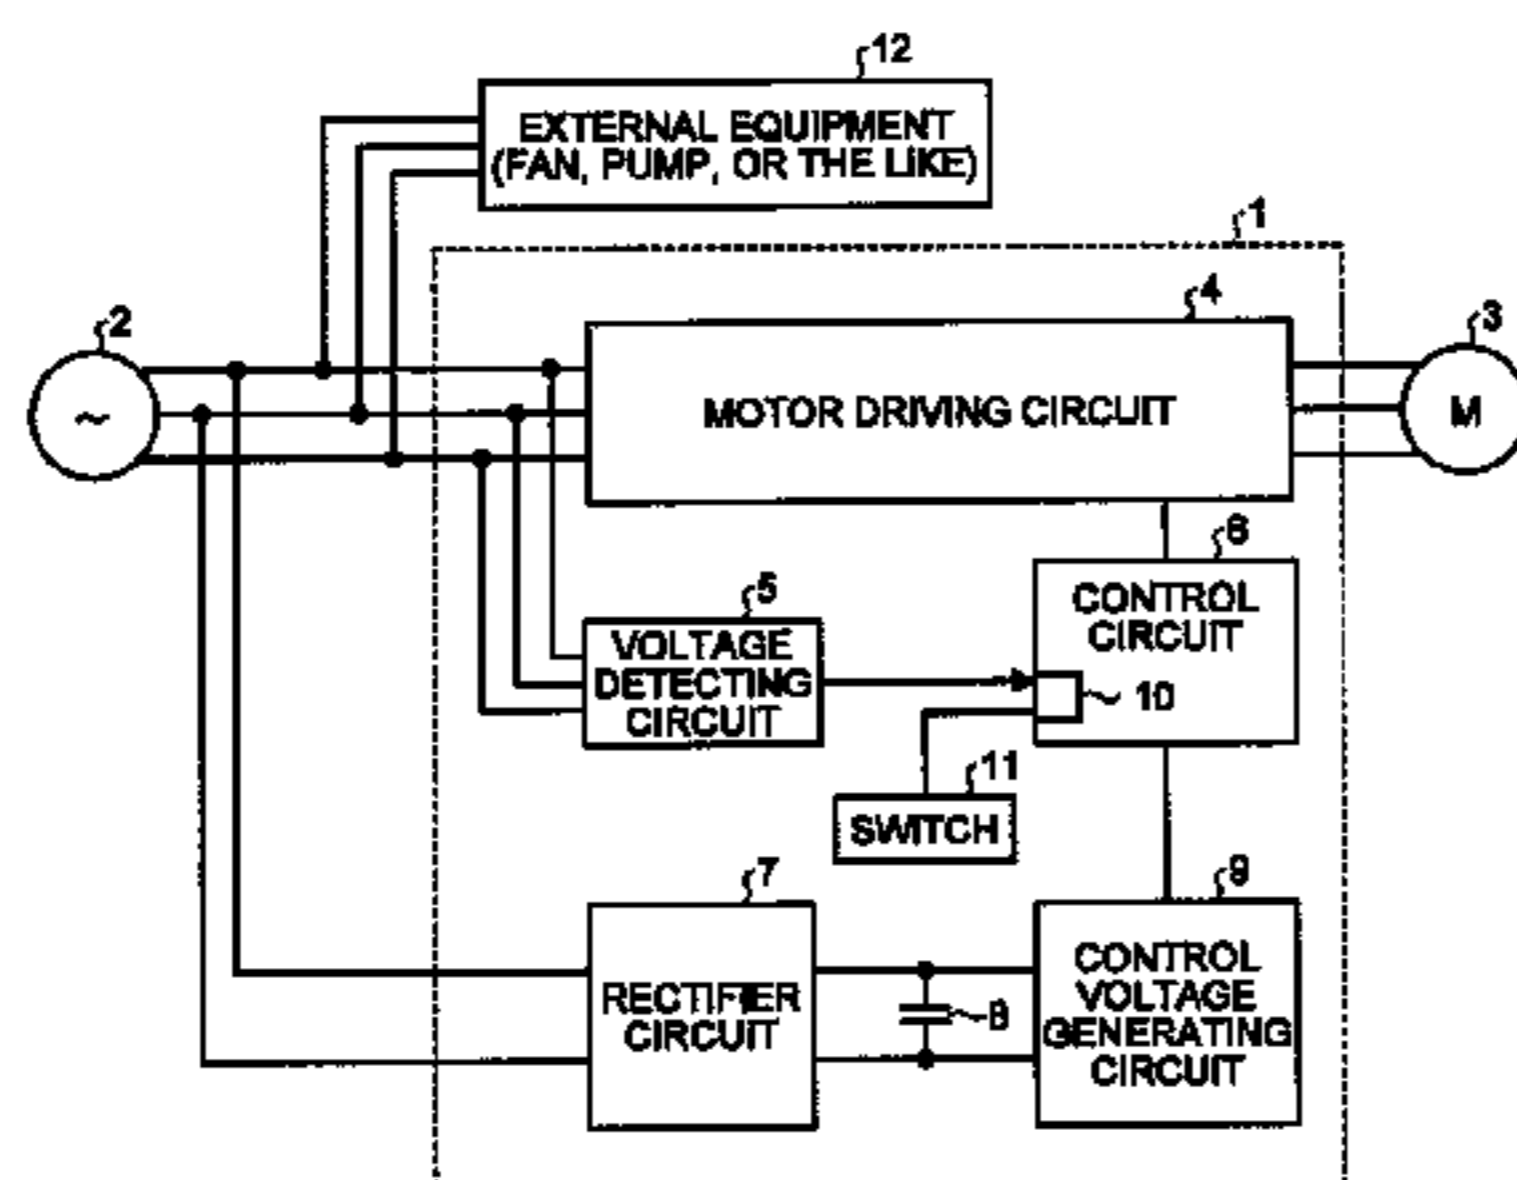 12
EXTERNAL EQUIPMENT
(FAN, PUMP, OR THE LIKE)
1
2
~
4
MOTOR DRIVING CIRCUIT
3
M
6
CONTROL
CIRCUIT
5
VOLTAGE
DETECTING
CIRCUIT
10
11
SWITCH
7
RECTIFIER
CIRCUIT
8
9
CONTROL
VOLTAGE
GENERATING
CIRCUIT